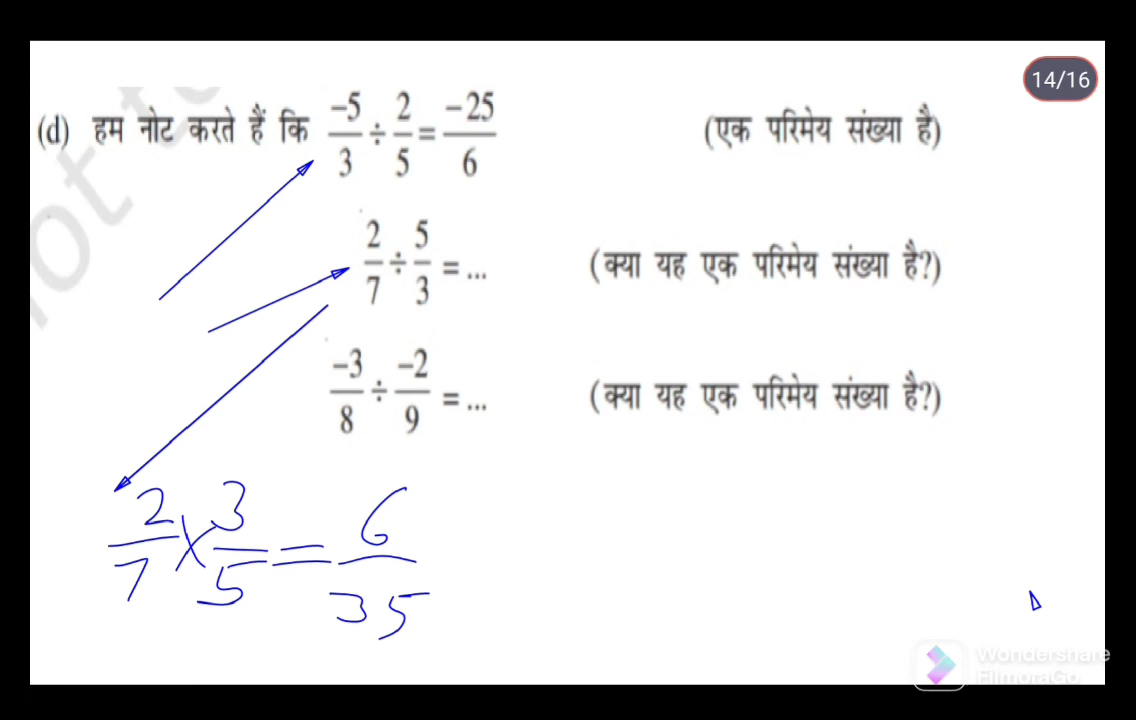 14/16
(d) हम नोट करते हैं कि -5/3 ÷ 2/5 = -25/6 (एक परिमेय संख्या है)
2/7 ÷ 5/3 = ... (क्या यह एक परिमेय संख्या है?)
-3/8 ÷ -2/9 = ... (क्या यह एक परिमेय संख्या है?)
2/7 × 3/5 = 6/35
Wondershare
FilmoraGo